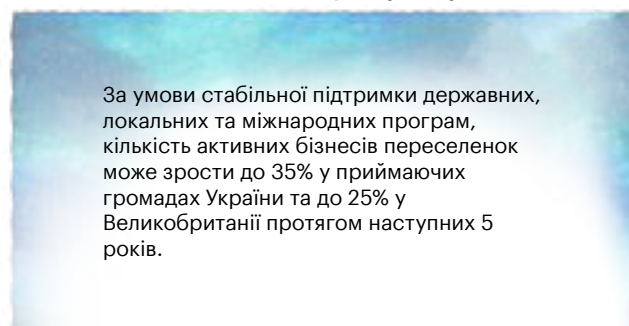 За умови стабільної підтримки державних,
локальних та міжнародних програм,
кількість активних бізнесів переселенок
може зрости до 35% у приймаючих
громадах України та до 25% у
Великобританії протягом наступних 5
років.